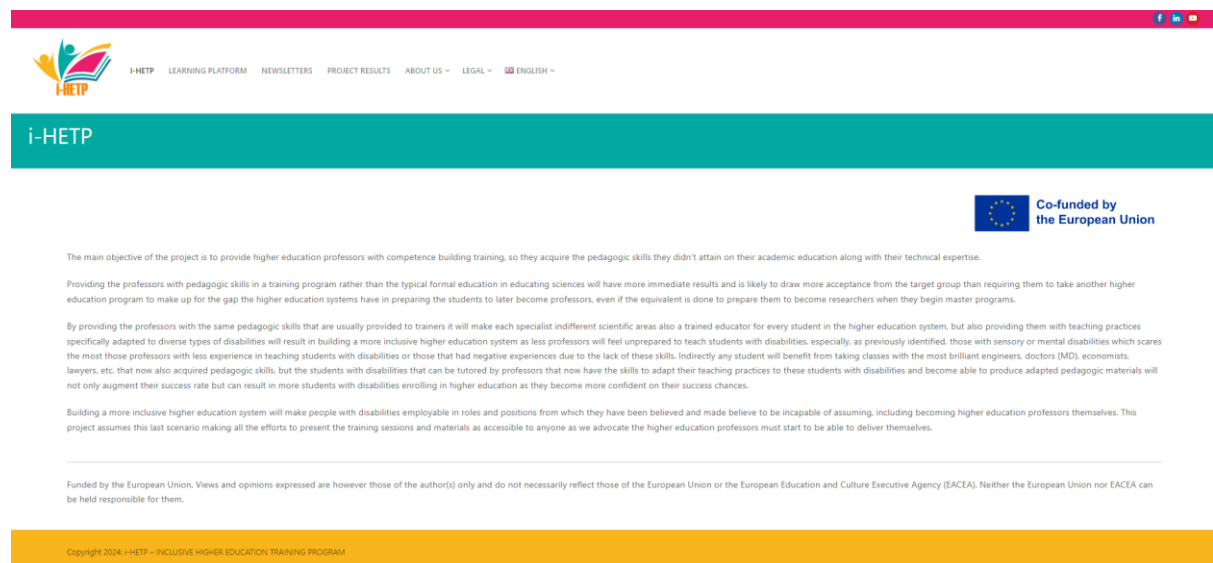 i-HETP
I-HETP LEARNING PLATFORM NEWSLETTERS PROJECT RESULTS ABOUT US LEGAL ENGLISH
i-HETP
Co-funded by
the European Union
The main objective of the project is to provide higher education professors with competence building training, so they acquire the pedagogic skills they didn't attain on their academic education along with their technical expertise.
Providing the professors with pedagogic skills in a training program rather than the typical formal education in educating sciences will have more immediate results and is likely to draw more acceptance from the target group than requiring them to take another higher
education program to make up for the gap the higher education systems have in preparing the students to later become professors, even if the equivalent is done to prepare them to become researchers when they begin master programs.
By providing the professors with the same pedagogic skills that are usually provided to trainers it will make each specialist indifferent scientific areas also a trained educator for every student in the higher education system, but also providing them with teaching practices
specifically adapted to diverse types of disabilities will result in building a more inclusive higher education system as less professors will feel unprepared to teach students with disabilities, especially, as previously identified, those with sensory or mental disabilities which scares
the most those professors with less experience in teaching students with disabilities or those that had negative experiences due to the lack of these skills. Indirectly any student will benefit from taking classes with the most brilliant engineers, doctors (MD), economists,
lawyers, etc. that now also acquired pedagogic skills, but the students with disabilities that can be tutored by professors that now have the skills to adapt their teaching practices to these students with disabilities and become able to produce adapted pedagogic materials will
not only augment their success rate but can result in more students with disabilities enrolling in higher education as they become more confident on their success chances.
Building a more inclusive higher education system will make people with disabilities employable in roles and positions from which they have been believed and made believe to be incapable of assuming, including becoming higher education professors themselves. This
project assumes this last scenario making all the efforts to present the training sessions and materials as accessible to anyone as we advocate the higher education professors must start to be able to deliver themselves.
Funded by the European Union. Views and opinions expressed are however those of the author(s) only and do not necessarily reflect those of the European Union or the European Education and Culture Executive Agency (EACEA). Neither the European Union nor EACEA can
be held responsible for them.
Copyright 2024: i-HETP – INCLUSIVE HIGHER EDUCATION TRAINING PROGRAM